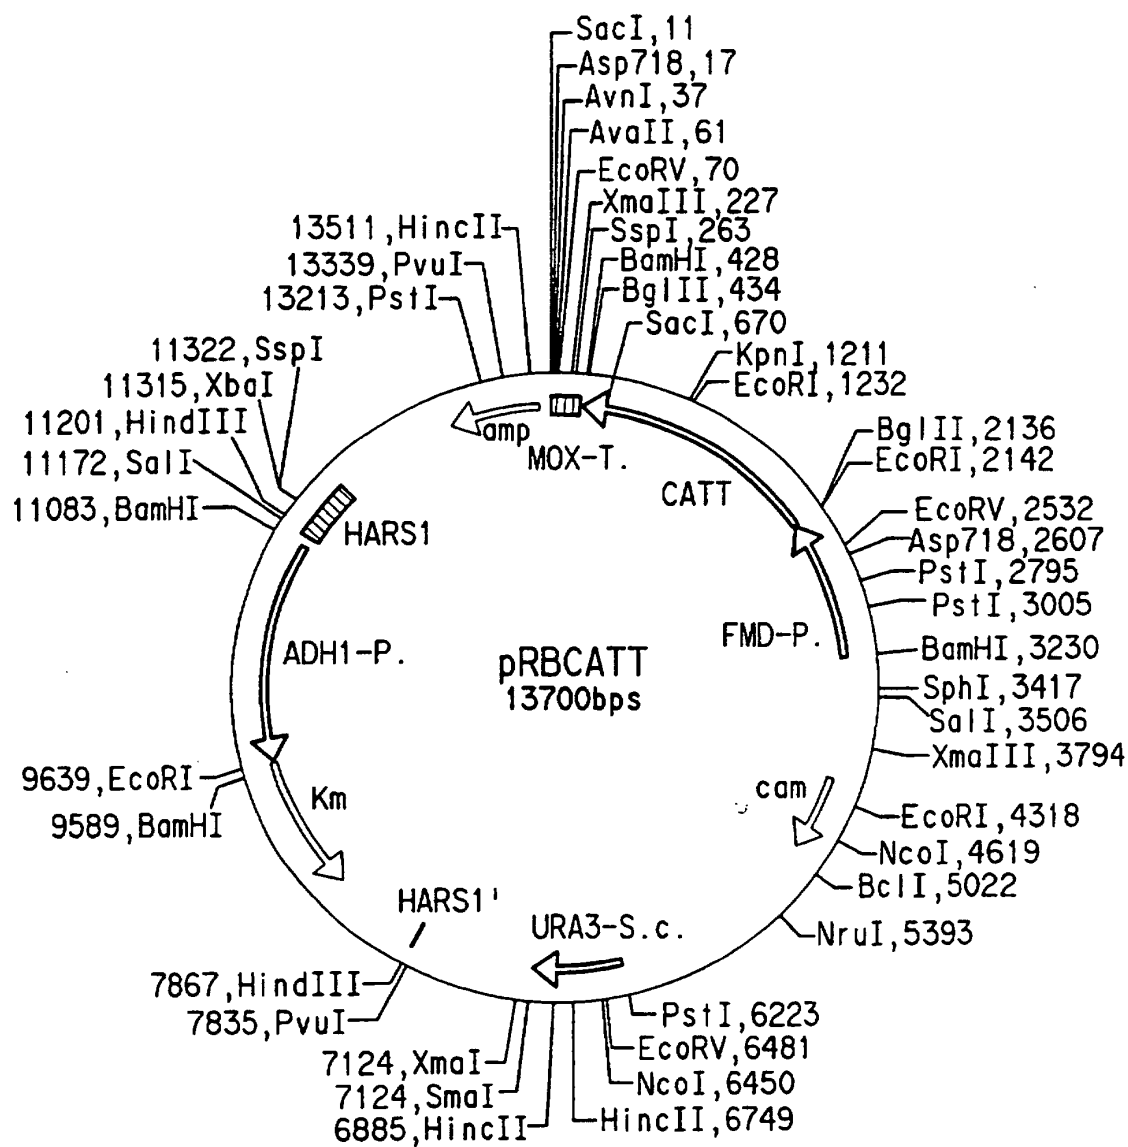 SacI,11
Asp718,17
AvnI,37
AvaII,61
EcoRV,70
XmaIII,227
SspI,263
BamHI,428
BglII,434
SacI,670
KpnI,1211
EcoRI,1232
BglII,2136
EcoRI,2142
EcoRV,2532
Asp718,2607
PstI,2795
PstI,3005
BamHI,3230
SphI,3417
SalI,3506
XmaIII,3794
EcoRI,4318
NcoI,4619
BclI,5022
NruI,5393
PstI,6223
EcoRV,6481
NcoI,6450
HincII,6749
6885,HincII
7124,SmaI
7124,XmaI
7835,PvuI
7867,HindIII
9589,BamHI
9639,EcoRI
11083,BamHI
11172,SalI
11201,HindIII
11315,XbaI
11322,SspI
13213,PstI
13339,PvuI
13511,HincII
amp
MOX-T.
CATT
FMD-P.
cam
URA3-S.c.
HARS1'
Km
ADH1-P.
HARS1
pRBCATT
13700bps